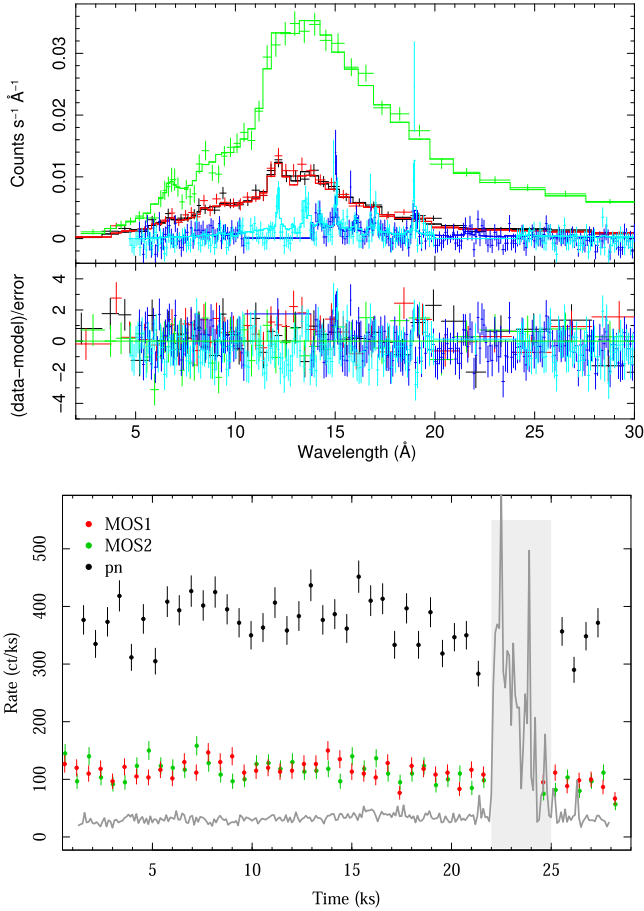 Counts s⁻¹ Å⁻¹
0.03
0.02
0.01
0
(data−model)/error
4
2
0
−2
−4
5 10 15 20 25 30
Wavelength (Å)
MOS1
MOS2
pn
Rate (ct/ks)
500
400
300
200
100
0
5 10 15 20 25
Time (ks)